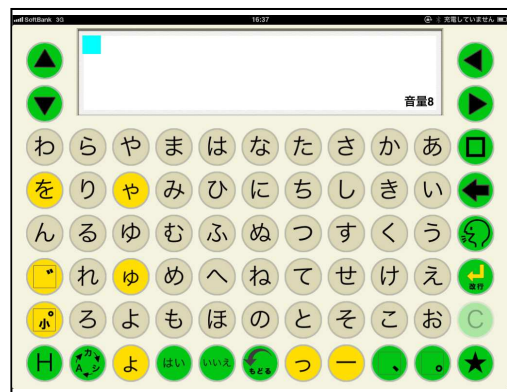 SoftBank 3G 16:37 充電していません
音量8
わ ら や ま は な た さ か あ
を り ゃ み ひ に ち し き い
ん る ゆ む ふ ぬ つ す く う
゛ れ ゅ め へ ね て せ け え 改行
小゜ ろ よ も ほ の と そ こ お C
H カ A シ ょ はい いいえ もどる っ ー 、 。